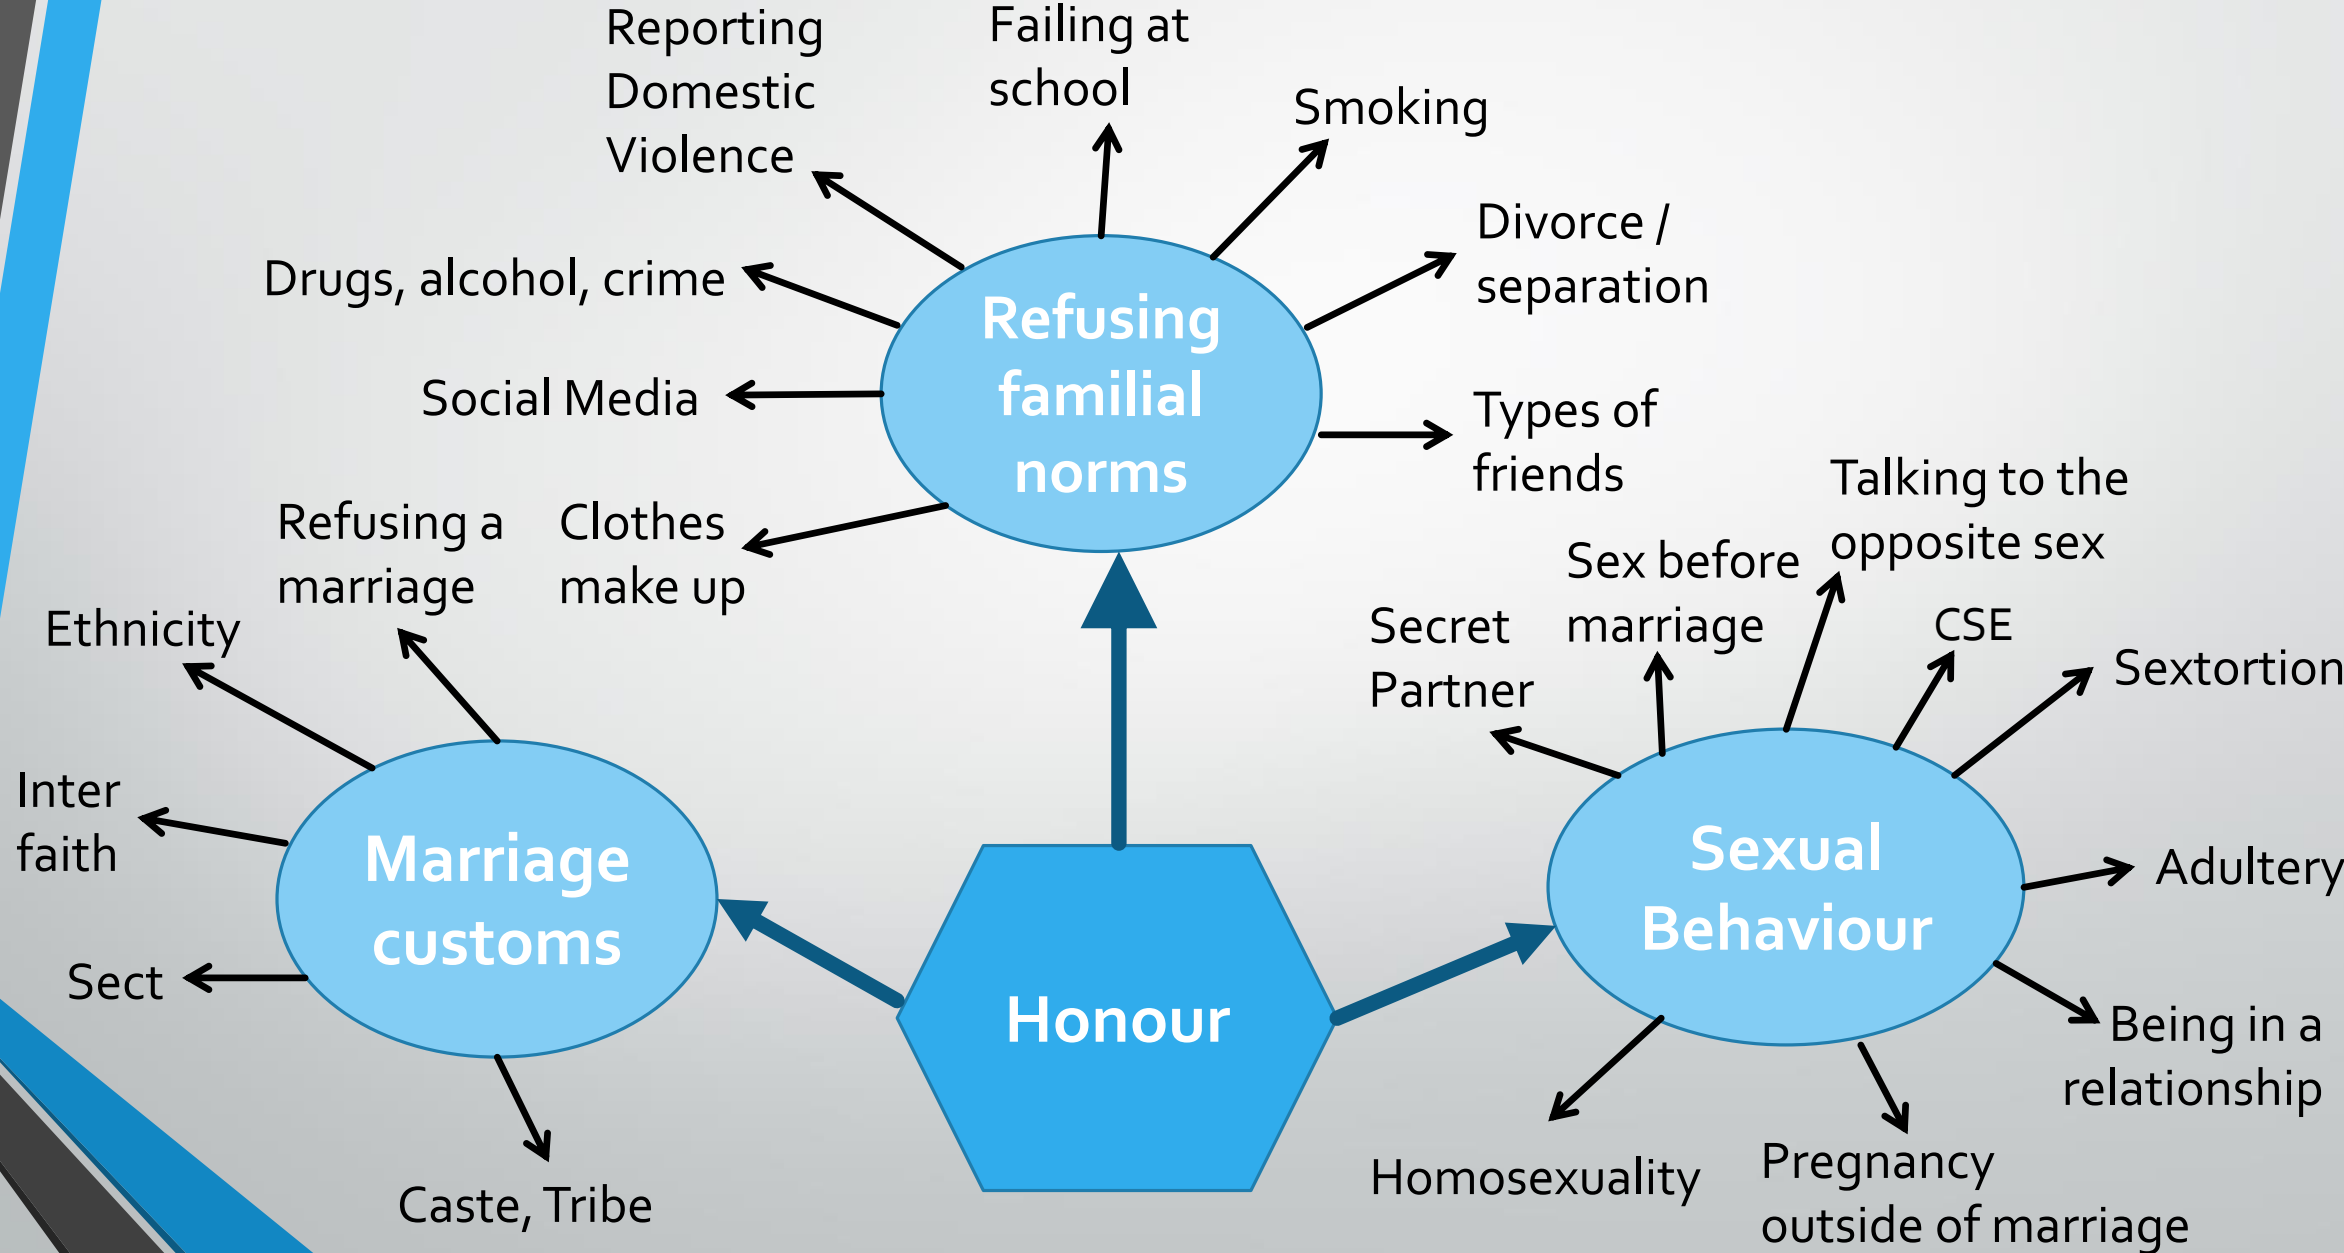 Reporting
Domestic
Violence
Failing at
school
Smoking
Divorce /
separation
Drugs, alcohol, crime
Refusing
familial
norms
Social Media
Types of
friends
Clothes
make up
Refusing a
marriage
Ethnicity
Inter
faith
Marriage
customs
Sect
Caste, Tribe
Honour
Talking to the
opposite sex
Sex before
marriage
Secret
Partner
CSE
Sextortion
Sexual
Behaviour
Adultery
Being in a
relationship
Homosexuality
Pregnancy
outside of marriage